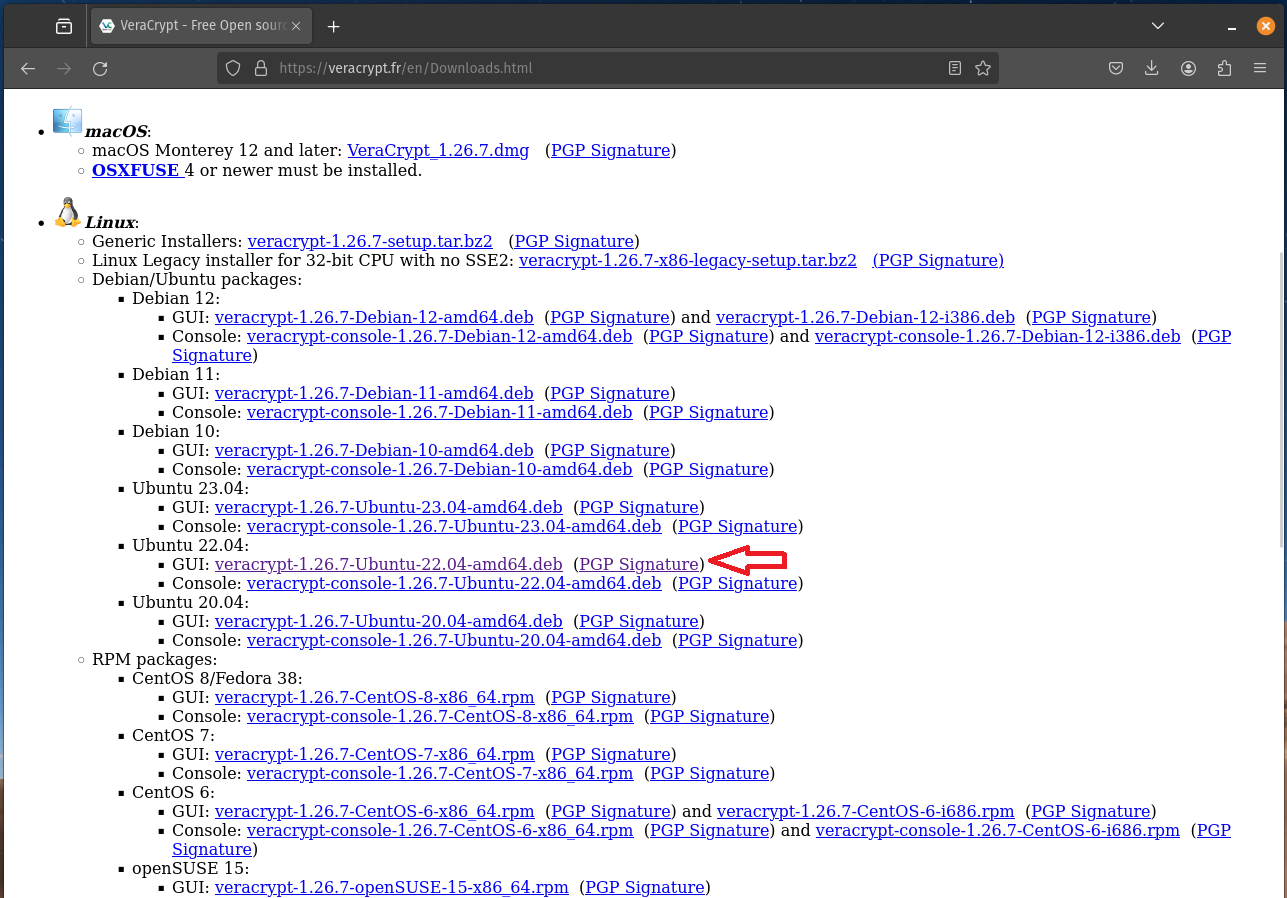 VeraCrypt - Free Open sour
https://veracrypt.fr/en/Downloads.html
macOS:
macOS Monterey 12 and later: VeraCrypt_1.26.7.dmg (PGP Signature)
OSXFUSE 4 or newer must be installed.
Linux:
Generic Installers: veracrypt-1.26.7-setup.tar.bz2 (PGP Signature)
Linux Legacy installer for 32-bit CPU with no SSE2: veracrypt-1.26.7-x86-legacy-setup.tar.bz2 (PGP Signature)
Debian/Ubuntu packages:
Debian 12:
GUI: veracrypt-1.26.7-Debian-12-amd64.deb (PGP Signature) and veracrypt-1.26.7-Debian-12-i386.deb (PGP Signature)
Console: veracrypt-console-1.26.7-Debian-12-amd64.deb (PGP Signature) and veracrypt-console-1.26.7-Debian-12-i386.deb (PGP
Signature)
Debian 11:
GUI: veracrypt-1.26.7-Debian-11-amd64.deb (PGP Signature)
Console: veracrypt-console-1.26.7-Debian-11-amd64.deb (PGP Signature)
Debian 10:
GUI: veracrypt-1.26.7-Debian-10-amd64.deb (PGP Signature)
Console: veracrypt-console-1.26.7-Debian-10-amd64.deb (PGP Signature)
Ubuntu 23.04:
GUI: veracrypt-1.26.7-Ubuntu-23.04-amd64.deb (PGP Signature)
Console: veracrypt-console-1.26.7-Ubuntu-23.04-amd64.deb (PGP Signature)
Ubuntu 22.04:
GUI: veracrypt-1.26.7-Ubuntu-22.04-amd64.deb (PGP Signature)
Console: veracrypt-console-1.26.7-Ubuntu-22.04-amd64.deb (PGP Signature)
Ubuntu 20.04:
GUI: veracrypt-1.26.7-Ubuntu-20.04-amd64.deb (PGP Signature)
Console: veracrypt-console-1.26.7-Ubuntu-20.04-amd64.deb (PGP Signature)
RPM packages:
CentOS 8/Fedora 38:
GUI: veracrypt-1.26.7-CentOS-8-x86_64.rpm (PGP Signature)
Console: veracrypt-console-1.26.7-CentOS-8-x86_64.rpm (PGP Signature)
CentOS 7:
GUI: veracrypt-1.26.7-CentOS-7-x86_64.rpm (PGP Signature)
Console: veracrypt-console-1.26.7-CentOS-7-x86_64.rpm (PGP Signature)
CentOS 6:
GUI: veracrypt-1.26.7-CentOS-6-x86_64.rpm (PGP Signature) and veracrypt-1.26.7-CentOS-6-i686.rpm (PGP Signature)
Console: veracrypt-console-1.26.7-CentOS-6-x86_64.rpm (PGP Signature) and veracrypt-console-1.26.7-CentOS-6-i686.rpm (PGP
Signature)
openSUSE 15:
GUI: veracrypt-1.26.7-openSUSE-15-x86_64.rpm (PGP Signature)